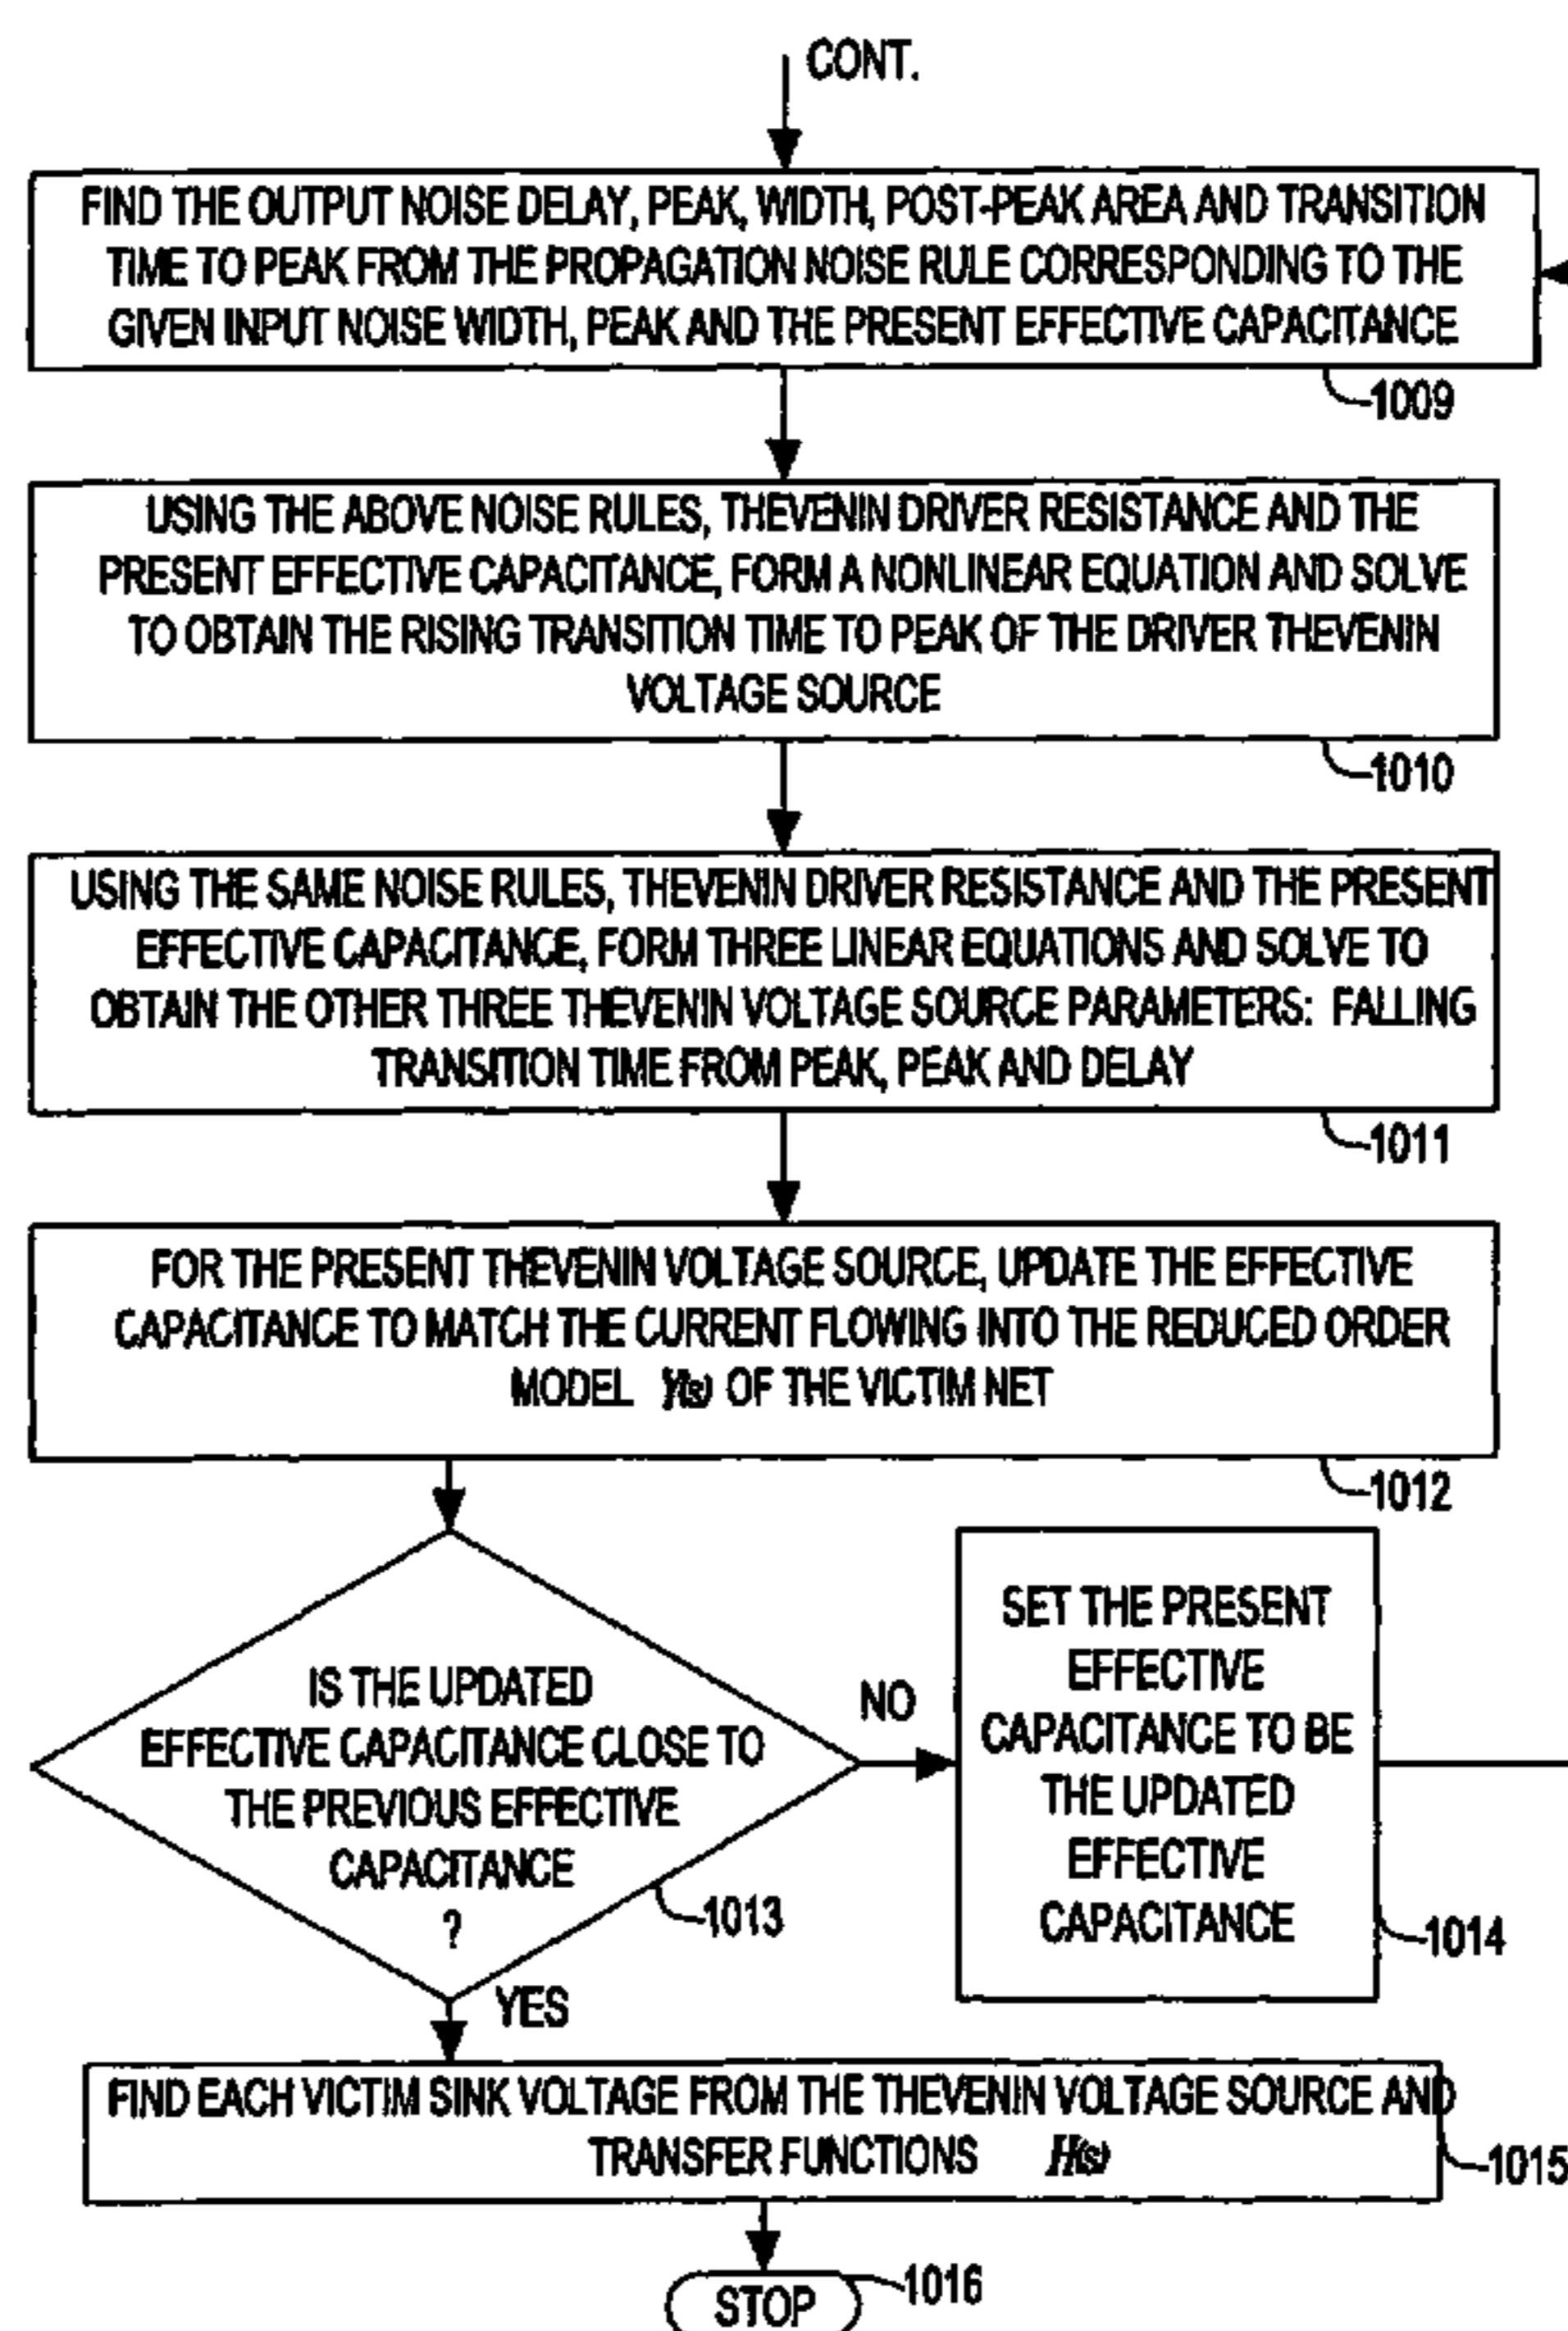 CONT.
FIND THE OUTPUT NOISE DELAY, PEAK, WIDTH, POST-PEAK AREA AND TRANSITION
TIME TO PEAK FROM THE PROPAGATION NOISE RULE CORRESPONDING TO THE
GIVEN INPUT NOISE WIDTH, PEAK AND THE PRESENT EFFECTIVE CAPACITANCE
1009
USING THE ABOVE NOISE RULES, THEVENIN DRIVER RESISTANCE AND THE
PRESENT EFFECTIVE CAPACITANCE, FORM A NONLINEAR EQUATION AND SOLVE
TO OBTAIN THE RISING TRANSITION TIME TO PEAK OF THE DRIVER THEVENIN
VOLTAGE SOURCE
1010
USING THE SAME NOISE RULES, THEVENIN DRIVER RESISTANCE AND THE PRESENT
EFFECTIVE CAPACITANCE, FORM THREE LINEAR EQUATIONS AND SOLVE TO
OBTAIN THE OTHER THREE THEVENIN VOLTAGE SOURCE PARAMETERS: FALLING
TRANSITION TIME FROM PEAK, PEAK AND DELAY
1011
FOR THE PRESENT THEVENIN VOLTAGE SOURCE, UPDATE THE EFFECTIVE
CAPACITANCE TO MATCH THE CURRENT FLOWING INTO THE REDUCED ORDER
MODEL Y(s) OF THE VICTIM NET
1012
IS THE UPDATED
EFFECTIVE CAPACITANCE CLOSE TO
THE PREVIOUS EFFECTIVE
CAPACITANCE
?
1013
NO
SET THE PRESENT
EFFECTIVE
CAPACITANCE TO BE
THE UPDATED
EFFECTIVE
CAPACITANCE
1014
YES
FIND EACH VICTIM SINK VOLTAGE FROM THE THEVENIN VOLTAGE SOURCE AND
TRANSFER FUNCTIONS H(s)
1015
STOP
1016